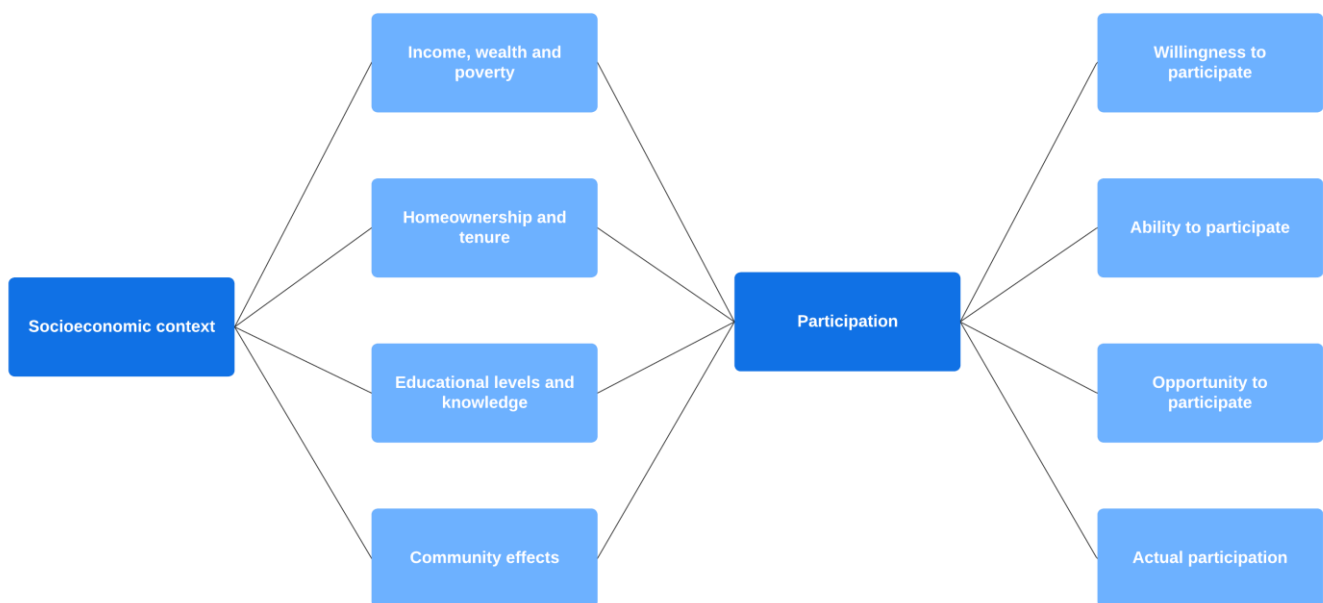 Socioeconomic context
Income, wealth and
poverty
Homeownership and
tenure
Educational levels and
knowledge
Community effects
Participation
Willingness to
participate
Ability to participate
Opportunity to
participate
Actual participation